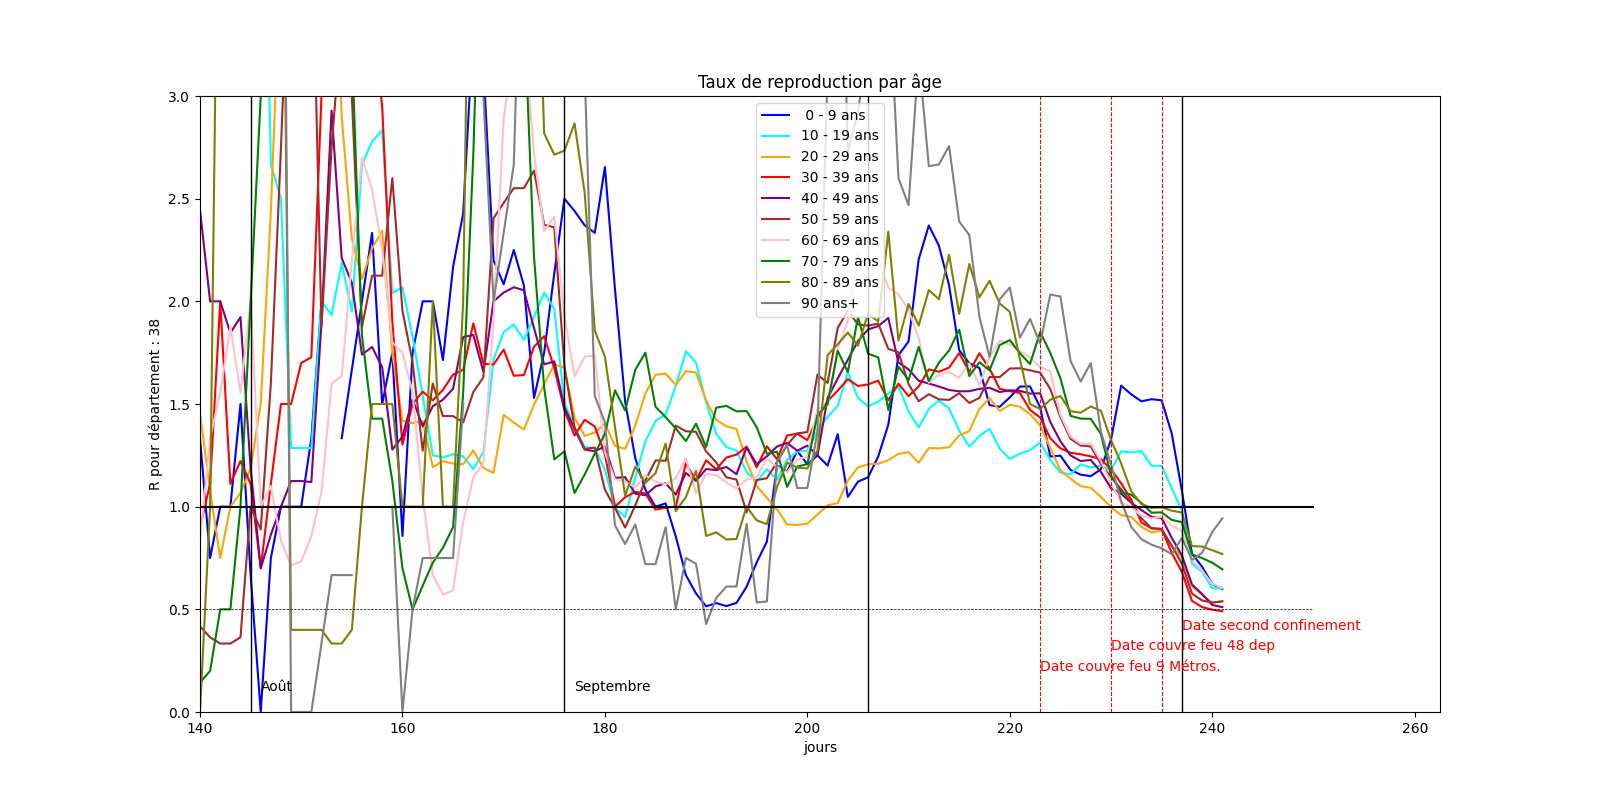 Taux de reproduction par âge
R pour département : 38
3.0
2.5
2.0
1.5
1.0
0.5
0.0
0 - 9 ans
10 - 19 ans
20 - 29 ans
30 - 39 ans
40 - 49 ans
50 - 59 ans
60 - 69 ans
70 - 79 ans
80 - 89 ans
90 ans+
Date second confinement
Date couvre feu 48 dep
Date couvre feu 9 Métros.
Août
Septembre
140
160
180
200
220
240
260
jours